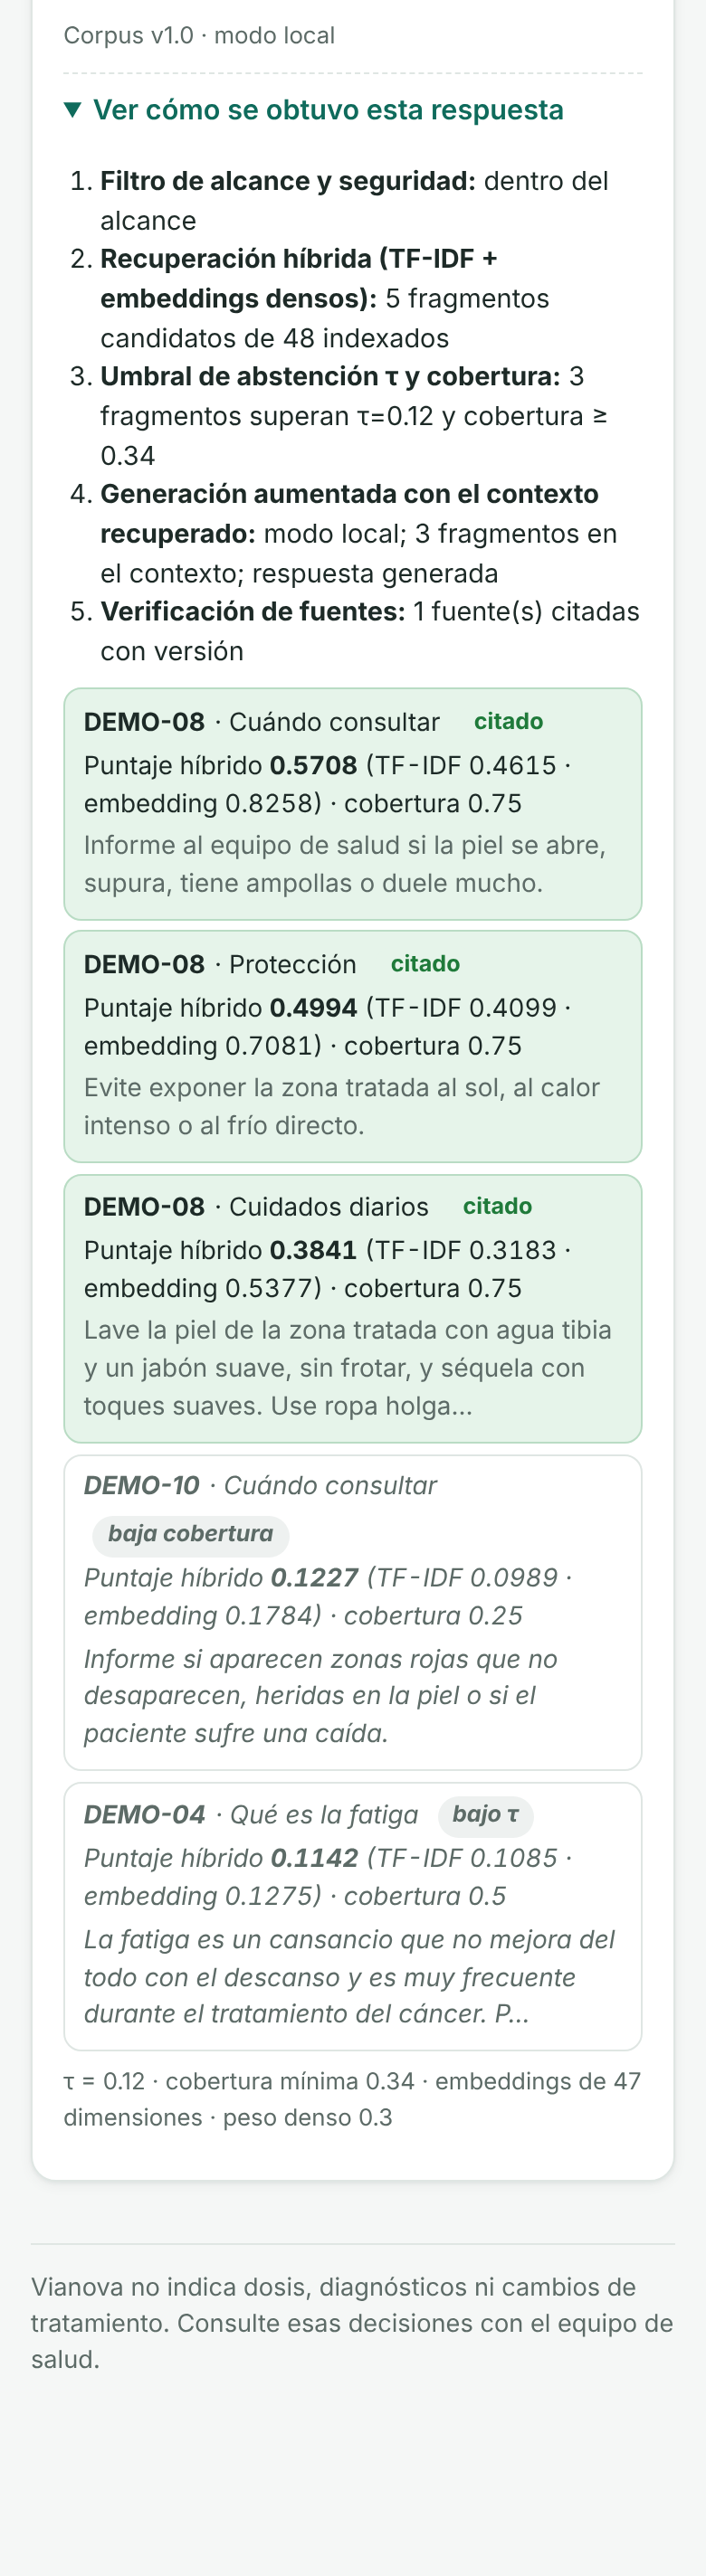 Corpus v1.0 · modo local
▼ Ver cómo se obtuvo esta respuesta
1. Filtro de alcance y seguridad: dentro del
alcance
2. Recuperación híbrida (TF-IDF +
embeddings densos): 5 fragmentos
candidatos de 48 indexados
3. Umbral de abstención τ y cobertura: 3
fragmentos superan τ=0.12 y cobertura ≥
0.34
4. Generación aumentada con el contexto
recuperado: modo local; 3 fragmentos en
el contexto; respuesta generada
5. Verificación de fuentes: 1 fuente(s) citadas
con versión
DEMO-08 · Cuándo consultar citado
Puntaje híbrido 0.5708 (TF-IDF 0.4615 ·
embedding 0.8258) · cobertura 0.75
Informe al equipo de salud si la piel se abre,
supura, tiene ampollas o duele mucho.
DEMO-08 · Protección citado
Puntaje híbrido 0.4994 (TF-IDF 0.4099 ·
embedding 0.7081) · cobertura 0.75
Evite exponer la zona tratada al sol, al calor
intenso o al frío directo.
DEMO-08 · Cuidados diarios citado
Puntaje híbrido 0.3841 (TF-IDF 0.3183 ·
embedding 0.5377) · cobertura 0.75
Lave la piel de la zona tratada con agua tibia
y un jabón suave, sin frotar, y séquela con
toques suaves. Use ropa holga...
DEMO-10 · Cuándo consultar
baja cobertura
Puntaje híbrido 0.1227 (TF-IDF 0.0989 ·
embedding 0.1784) · cobertura 0.25
Informe si aparecen zonas rojas que no
desaparecen, heridas en la piel o si el
paciente sufre una caída.
DEMO-04 · Qué es la fatiga bajo τ
Puntaje híbrido 0.1142 (TF-IDF 0.1085 ·
embedding 0.1275) · cobertura 0.5
La fatiga es un cansancio que no mejora del
todo con el descanso y es muy frecuente
durante el tratamiento del cáncer. P...
τ = 0.12 · cobertura mínima 0.34 · embeddings de 47
dimensiones · peso denso 0.3
Vianova no indica dosis, diagnósticos ni cambios de
tratamiento. Consulte esas decisiones con el equipo de
salud.